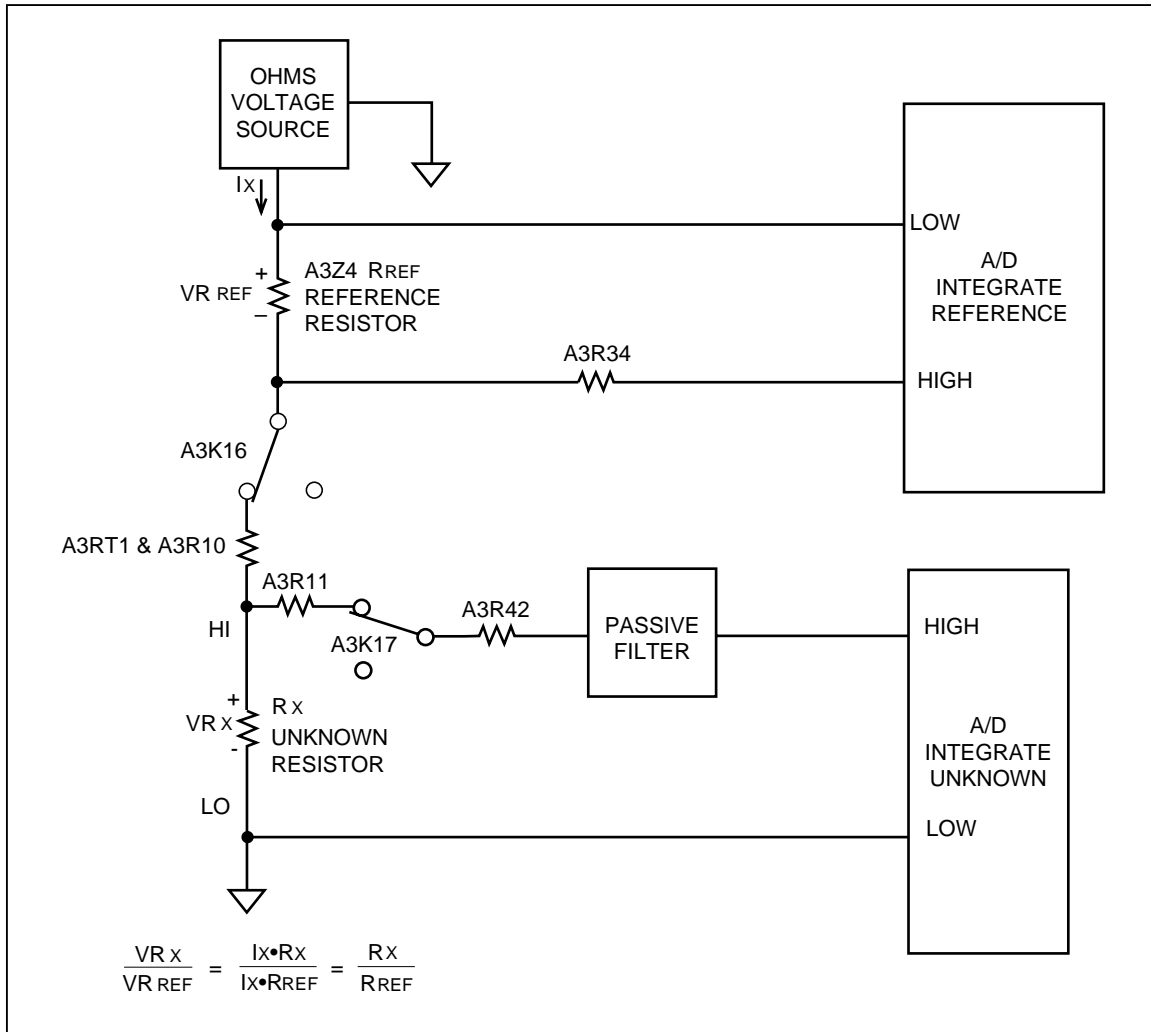 OHMS
VOLTAGE
SOURCE
IX
LOW
A/D
INTEGRATE
REFERENCE
+
VR REF
–
A3Z4 RREF
REFERENCE
RESISTOR
A3R34
HIGH
A3K16
A3RT1 & A3R10
A3R11
HI
A3K17
A3R42
PASSIVE
FILTER
HIGH
+
VR X
-
RX
UNKNOWN
RESISTOR
A/D
INTEGRATE
UNKNOWN
LO
LOW
VR X / VR REF = IX•RX / IX•RREF = RX / RREF